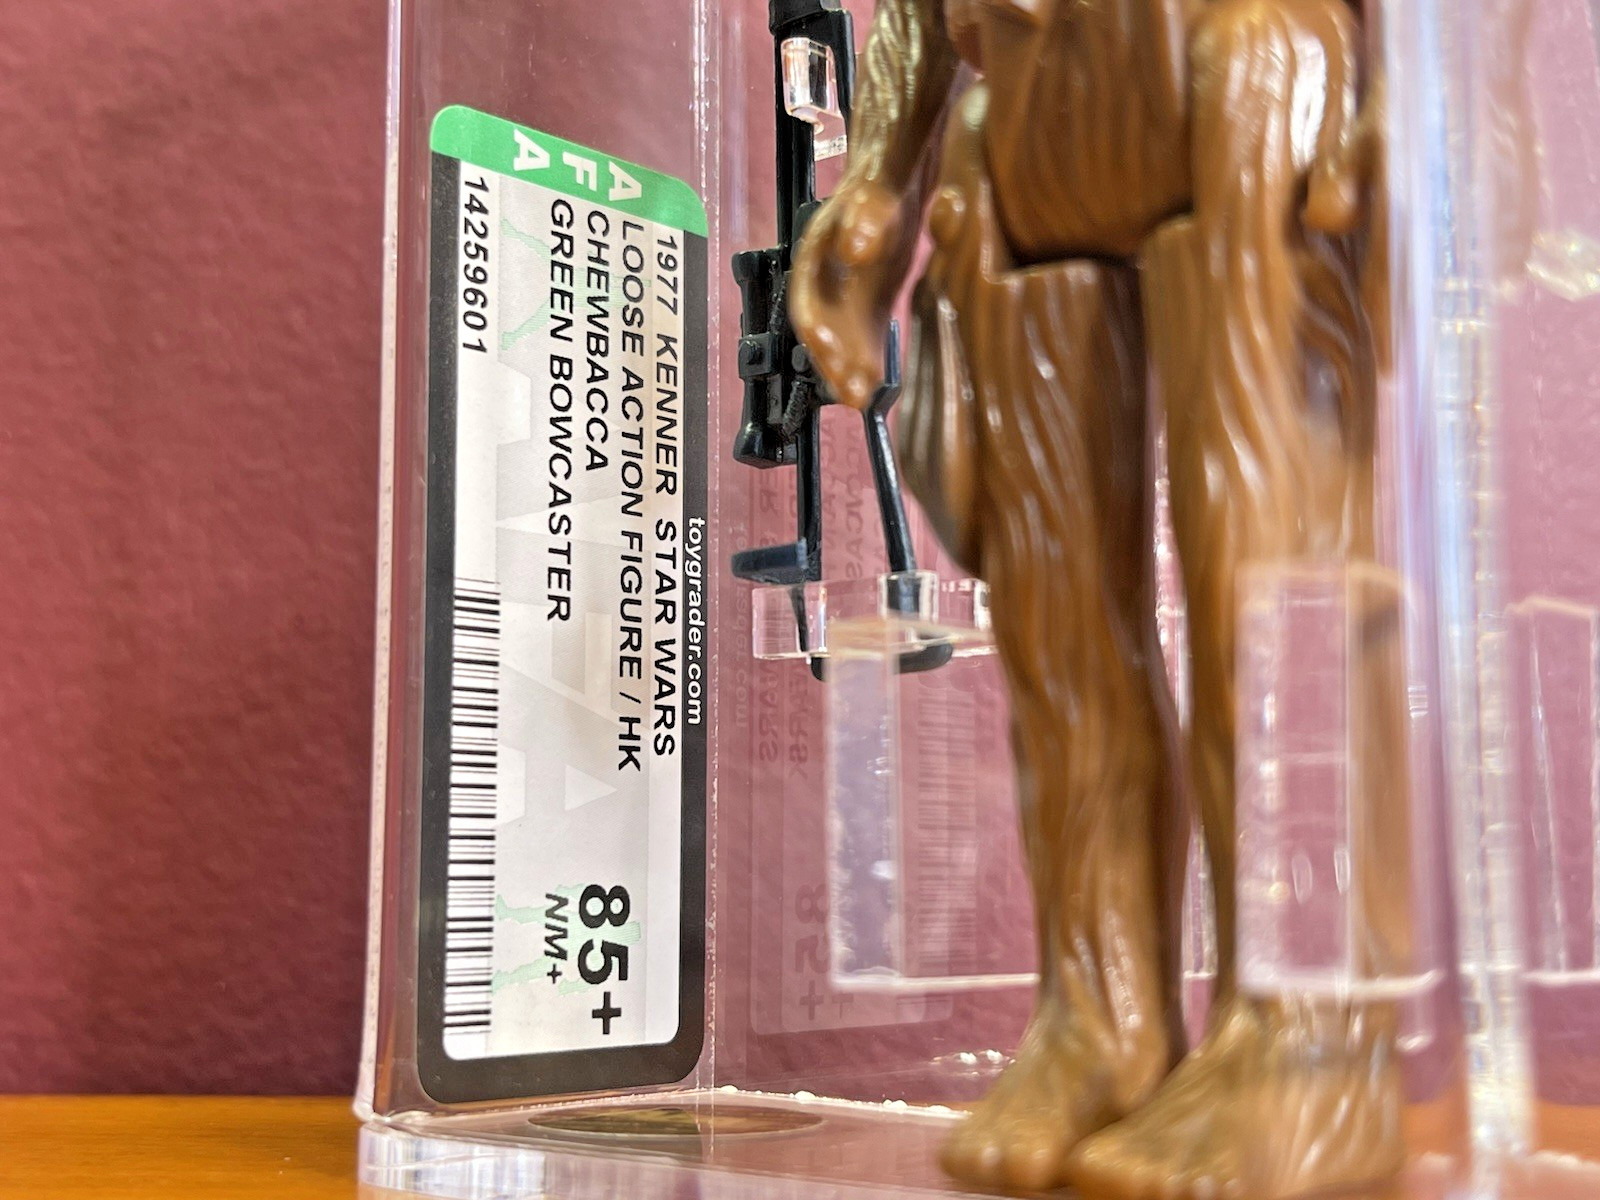 AFA
toygrader.com
1977 KENNER STAR WARS
LOOSE ACTION FIGURE / HK
CHEWBACCA
GREEN BOWCASTER
85+
NM+
14259601